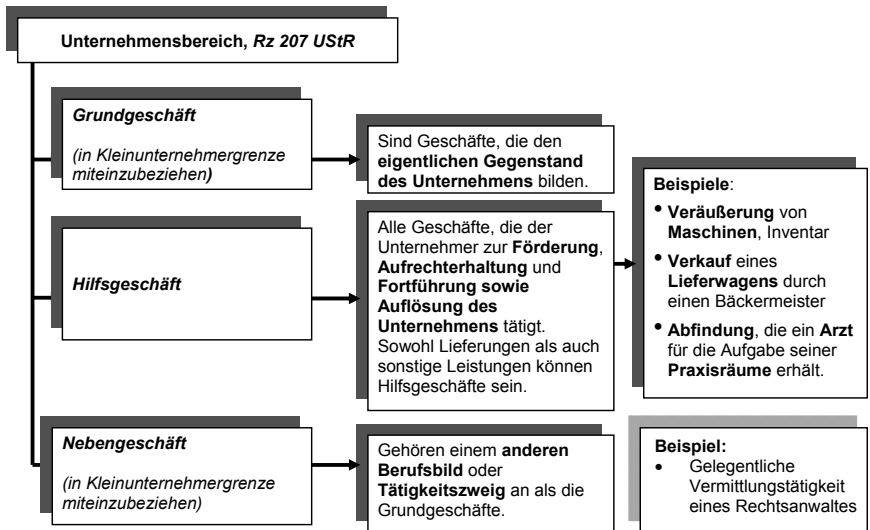 Unternehmensbereich, Rz 207 UStR
Grundgeschäft
(in Kleinunternehmergrenze
miteinzubeziehen)
Sind Geschäfte, die den
eigentlichen Gegenstand
des Unternehmens bilden.
Hilfsgeschäft
Alle Geschäfte, die der
Unternehmer zur Förderung,
Aufrechterhaltung und
Fortführung sowie
Auflösung des
Unternehmens tätigt.
Sowohl Lieferungen als auch
sonstige Leistungen können
Hilfsgeschäfte sein.
Beispiele:
• Veräußerung von
Maschinen, Inventar
• Verkauf eines
Lieferwagens durch
einen Bäckermeister
• Abfindung, die ein Arzt
für die Aufgabe seiner
Praxisräume erhält.
Nebengeschäft
(in Kleinunternehmergrenze
miteinzubeziehen)
Gehören einem anderen
Berufsbild oder
Tätigkeitszweig an als die
Grundgeschäfte.
Beispiel:
• Gelegentliche
Vermittlungstätigkeit
eines Rechtsanwaltes